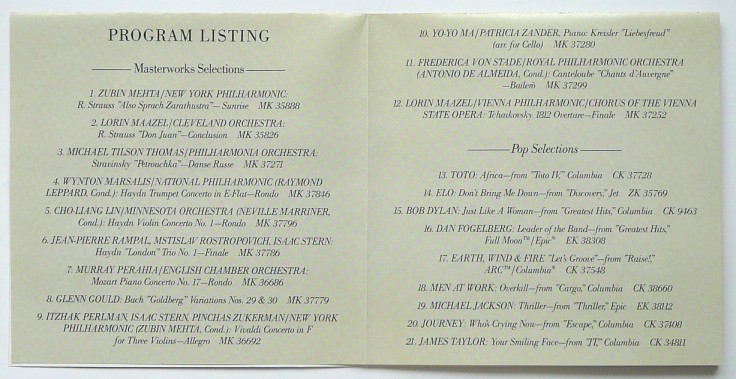 PROGRAM LISTING
Masterworks Selections
1. ZUBIN MEHTA/NEW YORK PHILHARMONIC:
R. Strauss "Also Sprach Zarathustra"—Sunrise MK 35888
2. LORIN MAAZEL/CLEVELAND ORCHESTRA:
R. Strauss "Don Juan"—Conclusion MK 35826
3. MICHAEL TILSON THOMAS/PHILHARMONIA ORCHESTRA:
Stravinsky "Petrouchka"—Danse Russe MK 37271
4. WYNTON MARSALIS/NATIONAL PHILHARMONIC (RAYMOND
LEPPARD, Cond.): Haydn Trumpet Concerto in E-Flat—Rondo MK 37846
5. CHO-LIANG LIN/MINNESOTA ORCHESTRA (NEVILLE MARRINER,
Cond.): Haydn Violin Concerto No. 1—Rondo MK 37796
6. JEAN-PIERRE RAMPAL, MSTISLAV ROSTROPOVICH, ISAAC STERN:
Haydn "London" Trio No. 1—Finale MK 37786
7. MURRAY PERAHIA/ENGLISH CHAMBER ORCHESTRA:
Mozart Piano Concerto No. 17—Rondo MK 36686
8. GLENN GOULD: Bach "Goldberg" Variations Nos. 29 & 30 MK 37779
9. ITZHAK PERLMAN, ISAAC STERN, PINCHAS ZUKERMAN/NEW YORK
PHILHARMONIC (ZUBIN MEHTA, Cond.): Vivaldi Concerto in F
for Three Violins—Allegro MK 36692
10. YO-YO MA/PATRICIA ZANDER, Piano: Kreisler "Liebesfreud"
(arr. for Cello) MK 37280
11. FREDERICA VON STADE/ROYAL PHILHARMONIC ORCHESTRA
(ANTONIO DE ALMEIDA, Cond.): Canteloube "Chants d'Auvergne"
—Baïlèro MK 37299
12. LORIN MAAZEL/VIENNA PHILHARMONIC/CHORUS OF THE VIENNA
STATE OPERA: Tchaikovsky 1812 Overture—Finale MK 37252
Pop Selections
13. TOTO: Africa—from "Toto IV," Columbia CK 37728
14. ELO: Don't Bring Me Down—from "Discovery," Jet ZK 35769
15. BOB DYLAN: Just Like A Woman—from "Greatest Hits," Columbia CK 9463
16. DAN FOGELBERG: Leader of the Band—from "Greatest Hits,"
Full Moon™/Epic® EK 38308
17. EARTH, WIND & FIRE "Let's Groove"—from "Raise!,"
ARC™/Columbia® CK 37548
18. MEN AT WORK: Overkill—from "Cargo," Columbia CK 38660
19. MICHAEL JACKSON: Thriller—from "Thriller," Epic EK 38112
20. JOURNEY: Who's Crying Now—from "Escape," Columbia CK 37408
21. JAMES TAYLOR: Your Smiling Face—from "JT," Columbia CK 34811